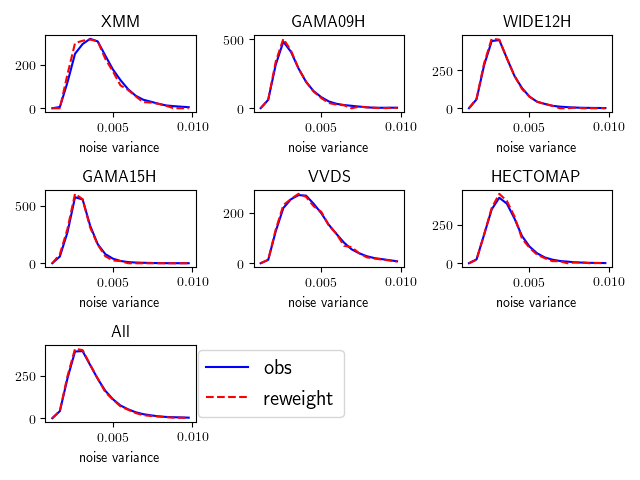 XMM GAMA09H WIDE12H
200
0
0.005 0.010
noise variance
500
0
0.005 0.010
noise variance
250
0
0.005 0.010
noise variance
GAMA15H VVDS HECTOMAP
500
0
0.005 0.010
noise variance
200
0
0.005 0.010
noise variance
250
0
0.005 0.010
noise variance
All
250
0
0.005 0.010
noise variance
obs
reweight